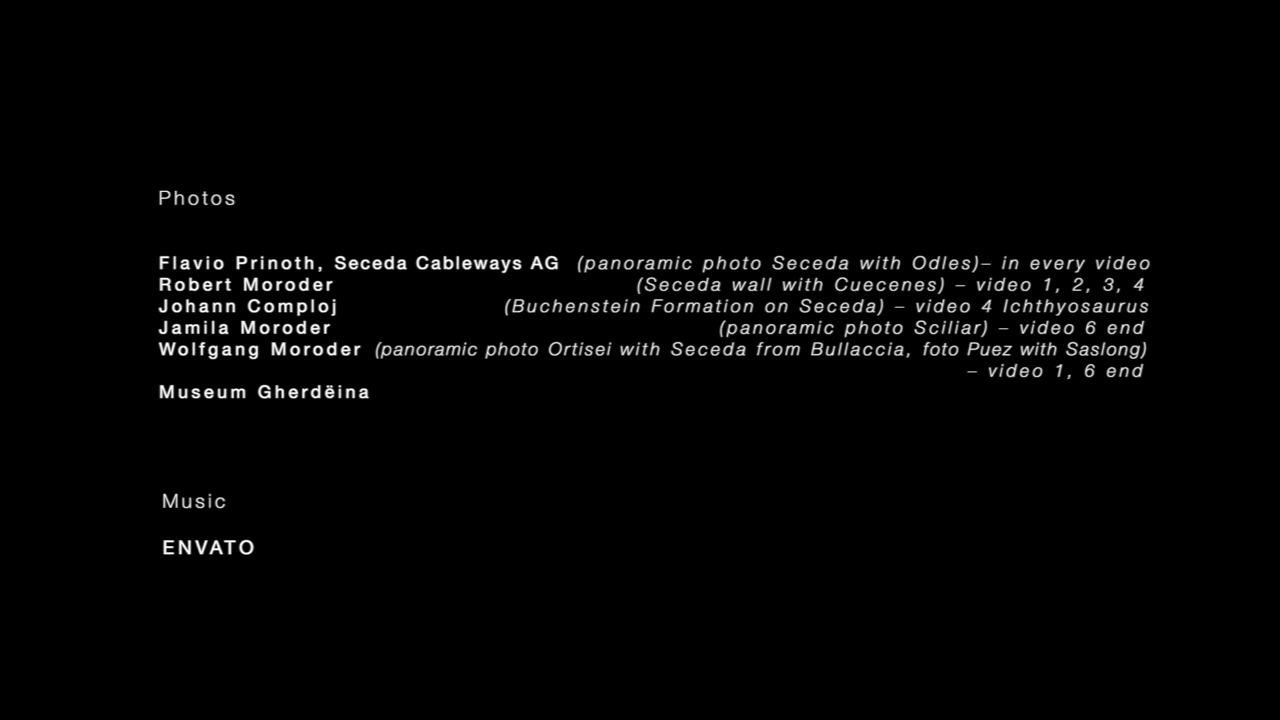 Photos
Flavio Prinoth, Seceda Cableways AG (panoramic photo Seceda with Odles)– in every video
Robert Moroder (Seceda wall with Cuecenes) – video 1, 2, 3, 4
Johann Comploj (Buchenstein Formation on Seceda) – video 4 Ichthyosaurus
Jamila Moroder (panoramic photo Sciliar) – video 6 end
Wolfgang Moroder (panoramic photo Ortisei with Seceda from Bullaccia, foto Puez with Saslong)
– video 1, 6 end
Museum Gherdëina
Music
ENVATO